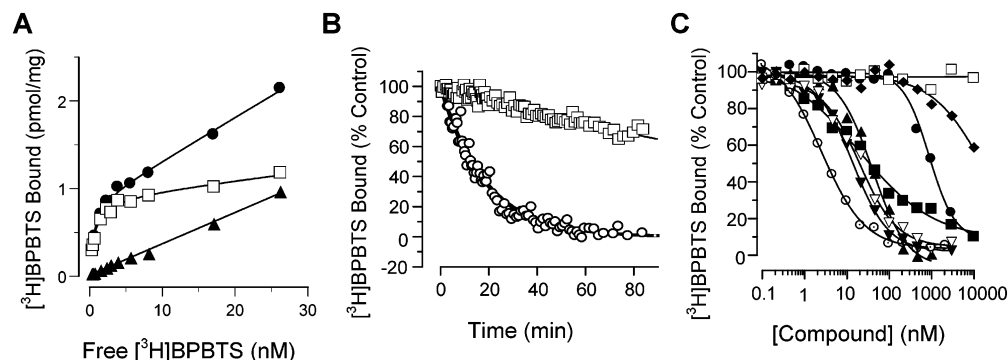 A
[³H]BPBTS Bound (pmol/mg)
2
1
0
0 10 20 30
Free [³H]BPBTS (nM)
B
[³H]BPBTS Bound (% Control)
100
80
60
40
20
0
-20
0 20 40 60 80
Time (min)
C
[³H]BPBTS Bound (% Control)
100
80
60
40
20
0
0.1 1 10 100 1000 10000
[Compound] (nM)